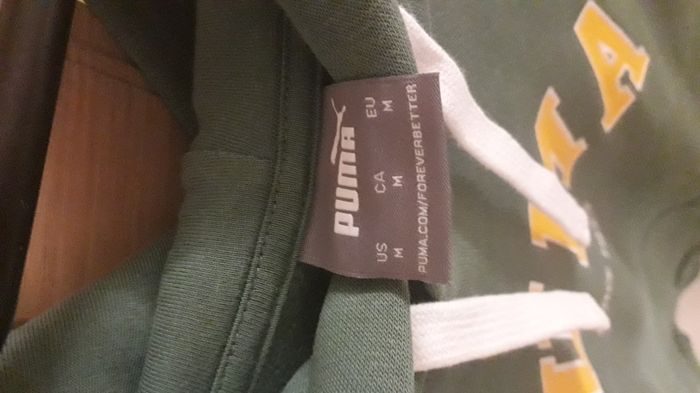 PUMA
US CA EU
M M M
PUMA.COM/FOREVERBETTER